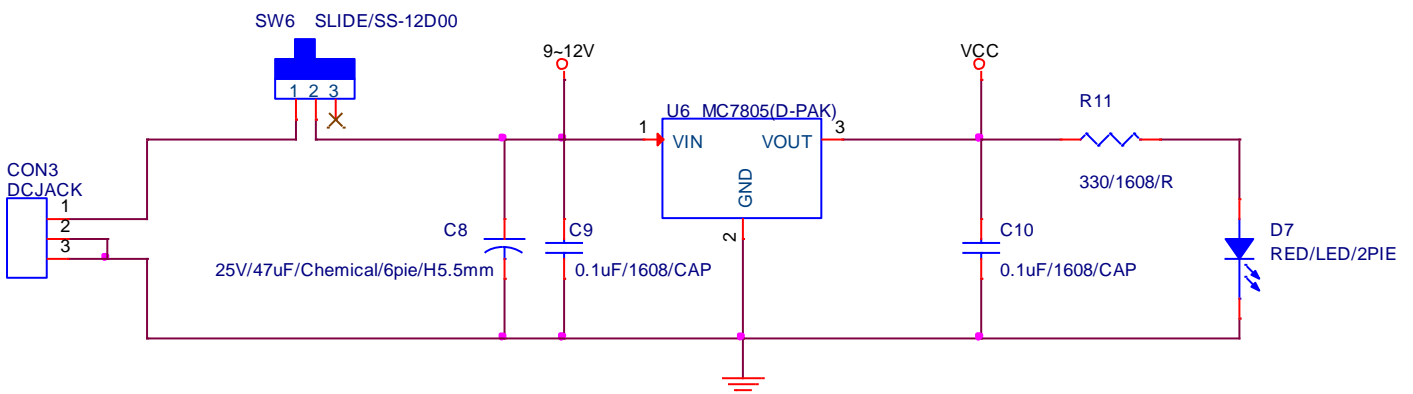 SW6 SLIDE/SS-12D00
1 2 3
9~12V
VCC
U6 MC7805(D-PAK)
1
VIN
VOUT
3
GND
2
R11
330/1608/R
CON3
DCJACK
1
2
3
C8
25V/47uF/Chemical/6pie/H5.5mm
C9
0.1uF/1608/CAP
C10
0.1uF/1608/CAP
D7
RED/LED/2PIE